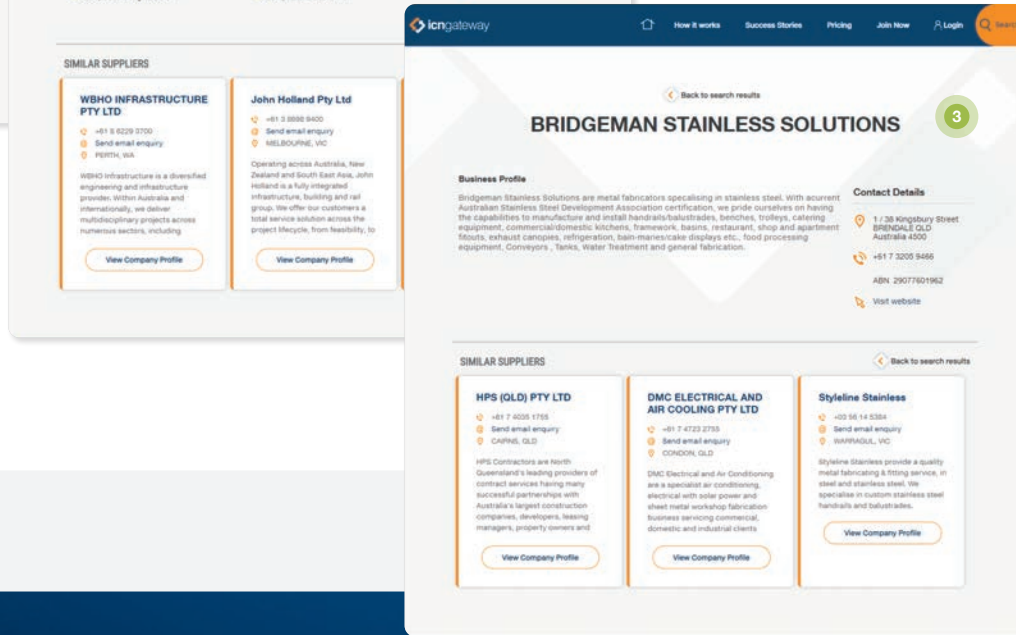 SIMILAR SUPPLIERS
WBHO INFRASTRUCTURE
PTY LTD
+61 8 6229 0700
Send email enquiry
PERTH, WA
WBHO Infrastructure is a diversified
engineering and infrastructure
provider. Within Australia and
internationally, we deliver
multidisciplinary projects across
numerous sectors, including
View Company Profile
John Holland Pty Ltd
+61 3 8698 9400
Send email enquiry
MELBOURNE, VIC
Operating across Australia, New
Zealand and South East Asia, John
Holland is a fully integrated
infrastructure, building and rail
group. We offer our customers a
total service solution across the
project lifecycle, from feasibility, to
View Company Profile
icngateway
How it works
Success Stories
Pricing
Join Now
Login
Search
Back to search results
BRIDGEMAN STAINLESS SOLUTIONS
3
Business Profile
Bridgeman Stainless Solutions are metal fabricators specalising in stainless steel. With acurrent
Australian Stainless Steel Development Association certification, we pride ourselves on having
the capabilities to manufacture and install handrails/balustrades, benches, trolleys, catering
equipment, commercial/domestic kitchens, framework, basins, restaurant, shop and apartment
fitouts, exhaust canopies, refrigeration, bain-maries/cake displays etc., food processing
equipment, Conveyors , Tanks, Water Treatment and general fabrication.
Contact Details
1 / 38 Kingsbury Street
BRENDALE QLD
Australia 4500
+61 7 3205 9466
ABN 29077601962
Visit website
SIMILAR SUPPLIERS
Back to search results
HPS (QLD) PTY LTD
+61 7 4035 1755
Send email enquiry
CAIRNS, QLD
HPS Contractors are North
Queensland's leading providers of
contract services having many
successful partnerships with
Australia's largest construction
companies, developers, leasing
managers, property owners and
View Company Profile
DMC ELECTRICAL AND
AIR COOLING PTY LTD
+61 7 4723 2755
Send email enquiry
CONDON, QLD
DMC Electrical and Air Conditioning
are a specialist air conditioning,
electrical with solar power and
sheet metal workshop fabrication
business servicing commercial,
domestic and industrial clients
View Company Profile
Styleline Stainless
+03 56 14 5384
Send email enquiry
WARRAGUL, VIC
Styleline Stainless provide a quality
metal fabricating & fitting service, in
steel and stainless steel. We
specialise in custom stainless steel
handrails and balustrades.
View Company Profile